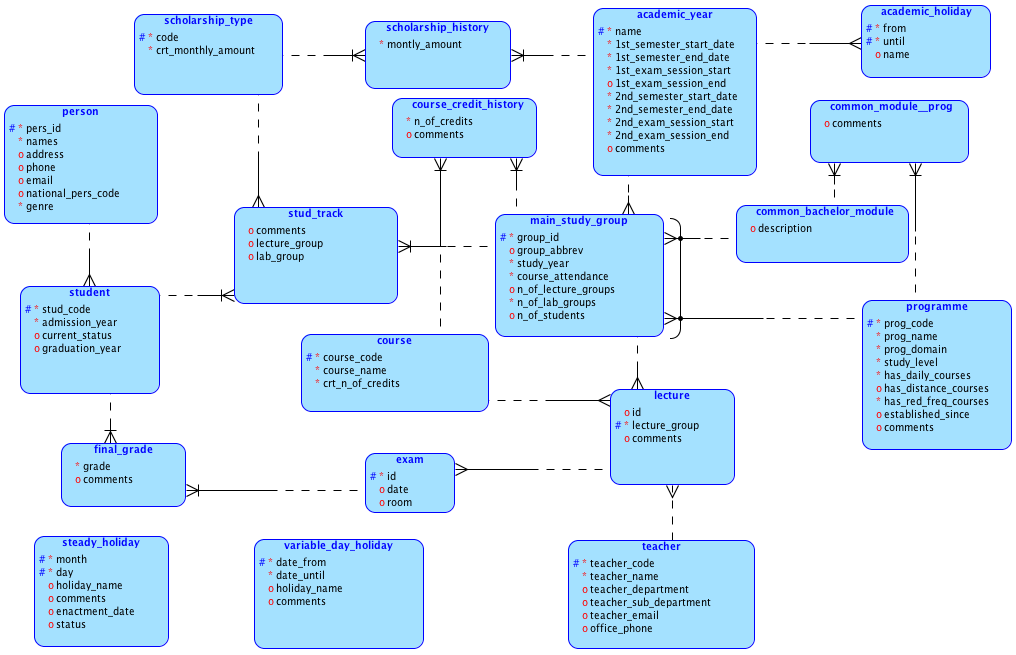 scholarship_type
# * code
* crt_monthly_amount
scholarship_history
* montly_amount
academic_year
# * name
* 1st_semester_start_date
* 1st_semester_end_date
* 1st_exam_session_start
o 1st_exam_session_end
* 2nd_semester_start_date
* 2nd_semester_end_date
* 2nd_exam_session_start
* 2nd_exam_session_end
o comments
academic_holiday
# * from
# * until
o name
person
# * pers_id
* names
o address
o phone
o email
o national_pers_code
* genre
course_credit_history
* n_of_credits
o comments
common_module__prog
o comments
stud_track
o comments
o lecture_group
o lab_group
main_study_group
# * group_id
o group_abbrev
* study_year
* course_attendance
o n_of_lecture_groups
* n_of_lab_groups
o n_of_students
common_bachelor_module
o description
student
# * stud_code
* admission_year
o current_status
o graduation_year
course
# * course_code
* course_name
* crt_n_of_credits
programme
# * prog_code
* prog_name
* prog_domain
* study_level
* has_daily_courses
o has_distance_courses
* has_red_freq_courses
o established_since
o comments
lecture
o id
# * lecture_group
o comments
final_grade
* grade
o comments
exam
# * id
o date
o room
steady_holiday
# * month
# * day
o holiday_name
o comments
o enactment_date
o status
variable_day_holiday
# * date_from
* date_until
o holiday_name
o comments
teacher
# * teacher_code
* teacher_name
o teacher_department
o teacher_sub_department
o teacher_email
o office_phone